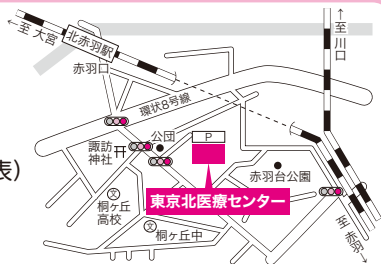 ←至 大宮
北赤羽駅
赤羽口
↑至 川口
環状8号線
公団
P
諏訪
神社
赤羽台公園
表)
東京北医療センター
文
桐ヶ丘
高校
文
桐ヶ丘中
至 赤羽→